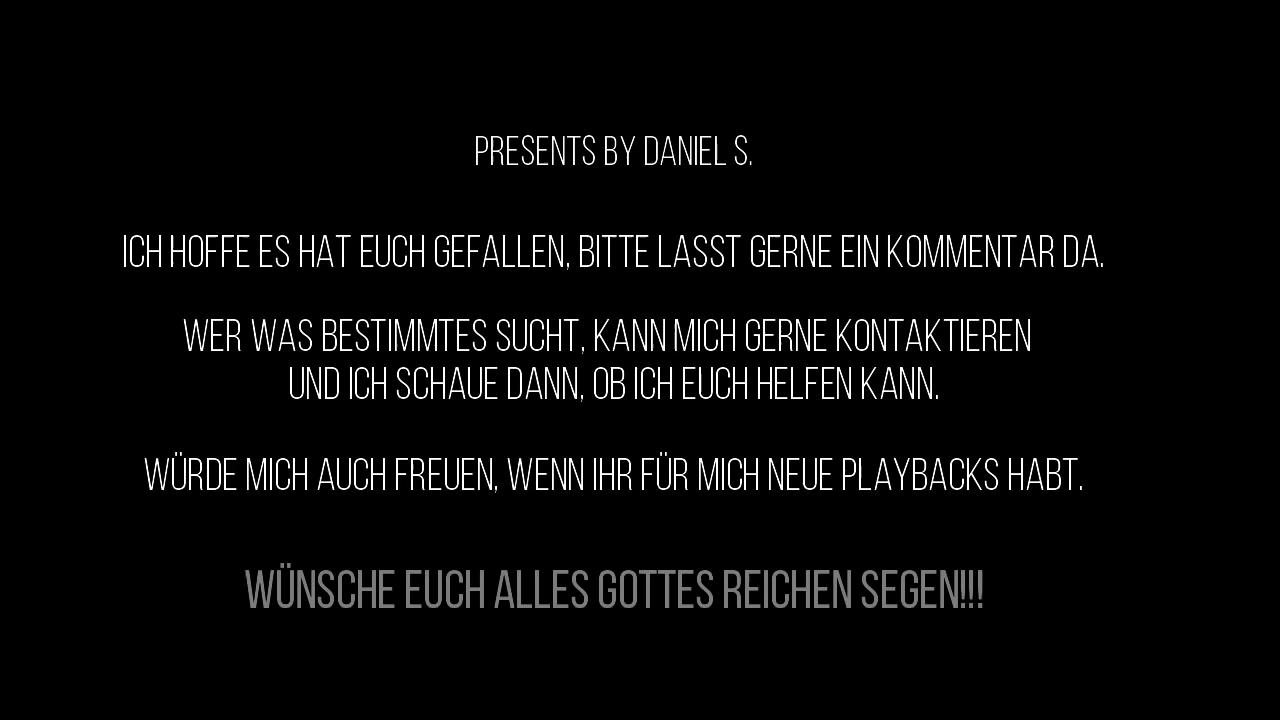 PRESENTS BY DANIEL S.
ICH HOFFE ES HAT EUCH GEFALLEN, BITTE LASST GERNE EIN KOMMENTAR DA.
WER WAS BESTIMMTES SUCHT, KANN MICH GERNE KONTAKTIEREN
UND ICH SCHAUE DANN, OB ICH EUCH HELFEN KANN.
WÜRDE MICH AUCH FREUEN, WENN IHR FÜR MICH NEUE PLAYBACKS HABT.
WÜNSCHE EUCH ALLES GOTTES REICHEN SEGEN!!!